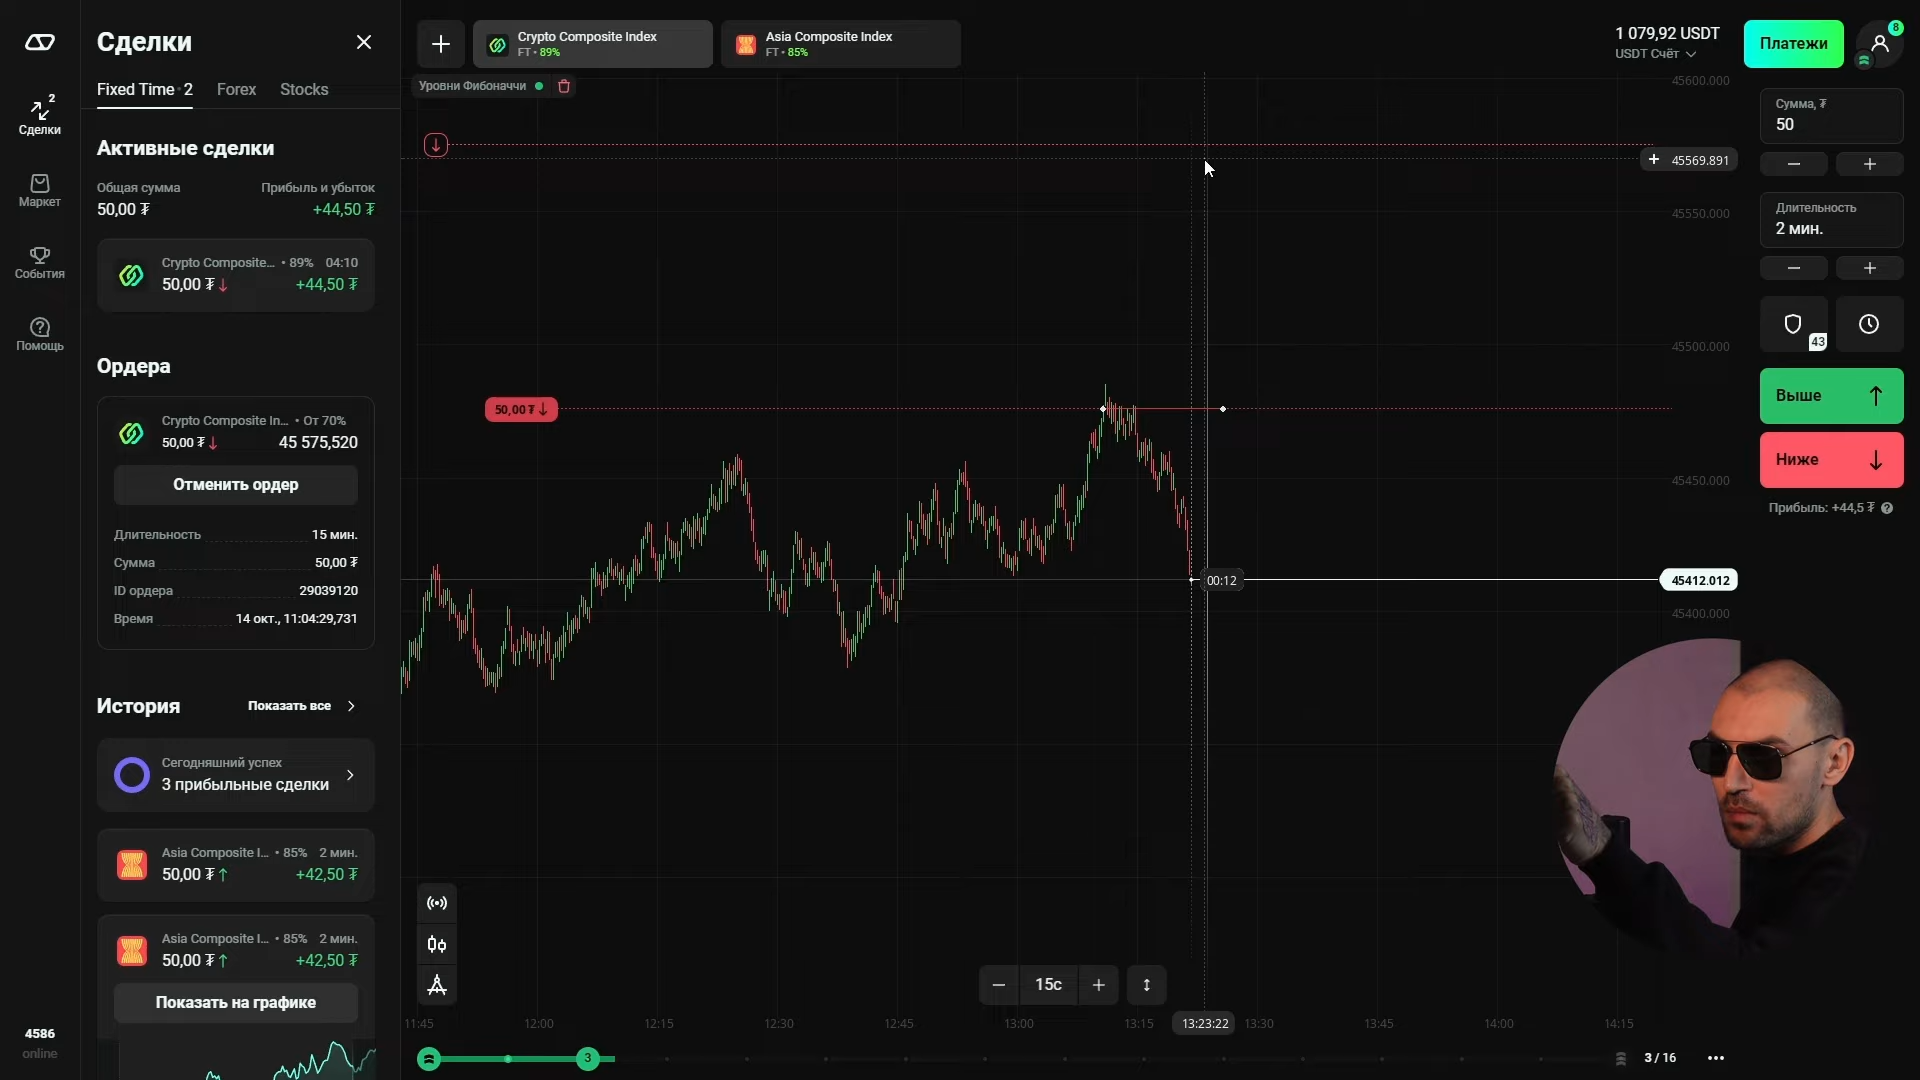 Сделки
Fixed Time · 2
Forex
Stocks
Активные сделки
Общая сумма
Прибыль и убыток
50,00 ₮
+44,50 ₮
Crypto Composite... • 89% 04:10
50,00 ₮ ↓ +44,50 ₮
Ордера
Crypto Composite In... • От 70%
50,00 ₮ ↓ 45 575,520
Отменить ордер
Длительность 15 мин.
Сумма 50,00 ₮
ID ордера 29039120
Время 14 окт., 11:04:29,731
История
Показать все
Сегодняшний успех
3 прибыльные сделки
Asia Composite I... • 85% 2 мин.
50,00 ₮ ↑ +42,50 ₮
Asia Composite I... • 85% 2 мин.
50,00 ₮ ↑ +42,50 ₮
Показать на графике
2
Сделки
Маркет
События
Помощь
4586
online
Crypto Composite Index
FT • 89%
Asia Composite Index
FT • 85%
Уровни Фибоначчи
1 079,92 USDT
USDT Счёт
Платежи
8
45600.000
45569.891
45550.000
45500.000
45450.000
45412.012
45400.000
50,00 ₮ ↓
00:12
Сумма, ₮
50
Длительность
2 мин.
43
Выше
Ниже
Прибыль: +44,5 ₮
15с
11:45
12:00
12:15
12:30
12:45
13:00
13:15
13:23:22
13:30
13:45
14:00
14:15
3
3 / 16